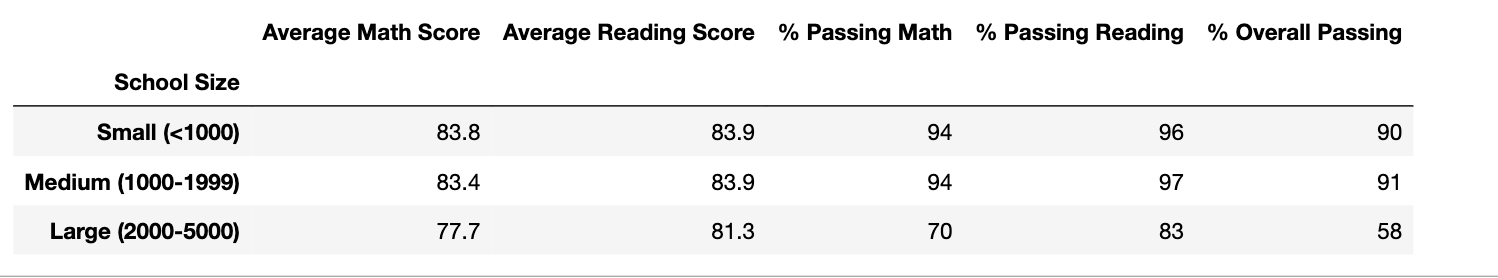 Average Math Score Average Reading Score % Passing Math % Passing Reading % Overall Passing
School Size
Small (<1000) 83.8 83.9 94 96 90
Medium (1000-1999) 83.4 83.9 94 97 91
Large (2000-5000) 77.7 81.3 70 83 58